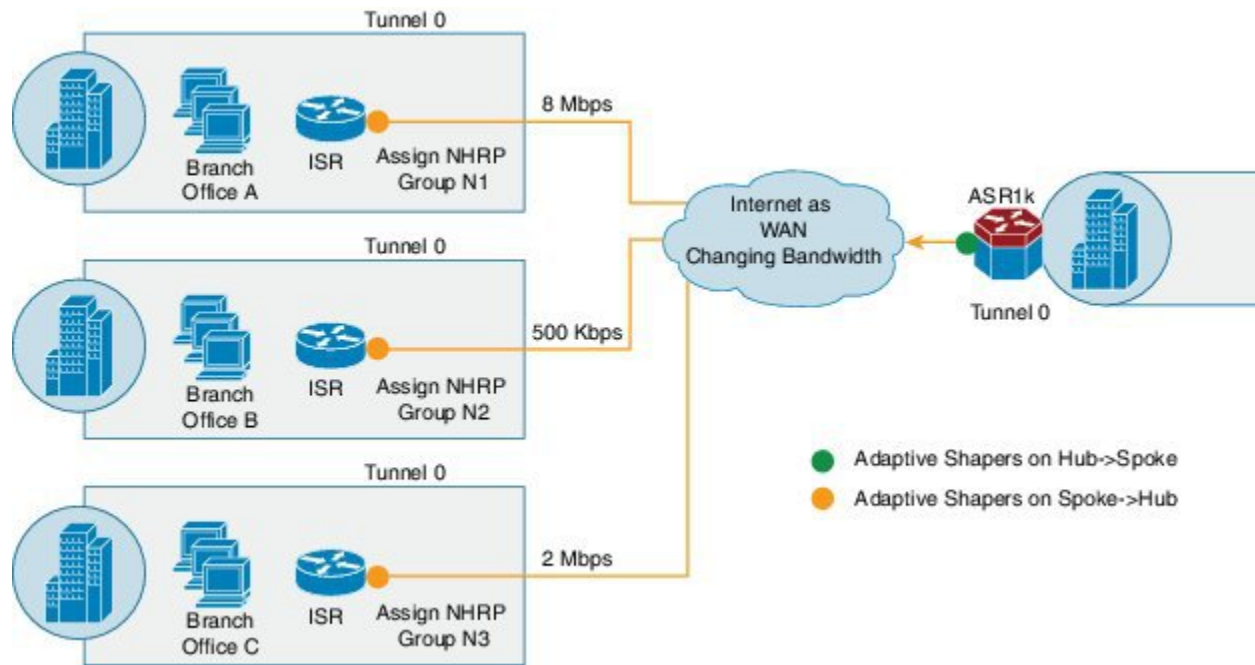 Tunnel 0
8 Mbps
Branch
Office A
ISR
Assign NHRP
Group N1
Tunnel 0
500 Kbps
Branch
Office B
ISR
Assign NHRP
Group N2
Tunnel 0
2 Mbps
Branch
Office C
ISR
Assign NHRP
Group N3
Internet as
WAN
Changing Bandwidth
ASR1k
Tunnel 0
Adaptive Shapers on Hub->Spoke
Adaptive Shapers on Spoke->Hub